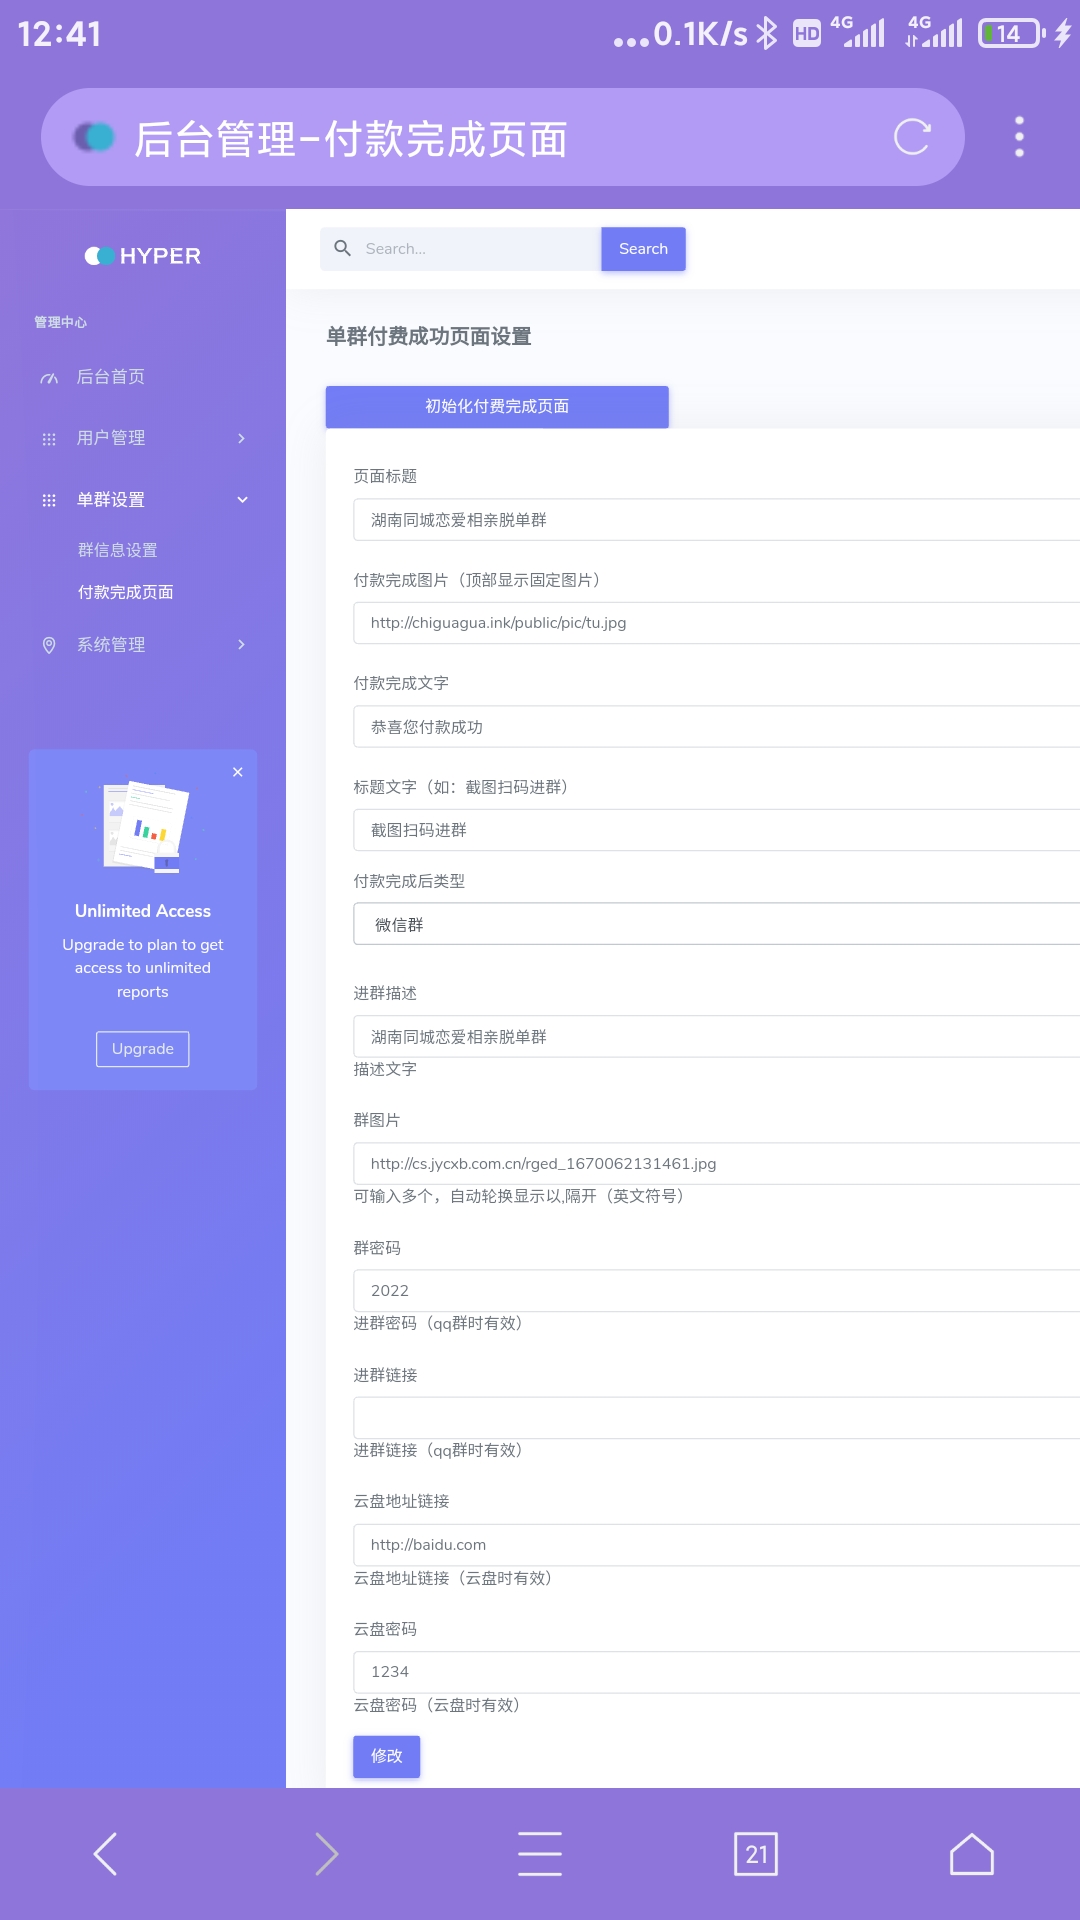 12:41
...0.1K/s HD 4G 4G 14
后台管理-付款完成页面
HYPER
Search...
Search
管理中心
后台首页
用户管理
单群设置
群信息设置
付款完成页面
系统管理
Unlimited Access
Upgrade to plan to get
access to unlimited
reports
Upgrade
单群付费成功页面设置
初始化付费完成页面
页面标题
湖南同城恋爱相亲脱单群
付款完成图片（顶部显示固定图片）
http://chiguagua.ink/public/pic/tu.jpg
付款完成文字
恭喜您付款成功
标题文字（如：截图扫码进群）
截图扫码进群
付款完成后类型
微信群
进群描述
湖南同城恋爱相亲脱单群
描述文字
群图片
http://cs.jycxb.com.cn/rged_1670062131461.jpg
可输入多个，自动轮换显示以,隔开（英文符号）
群密码
2022
进群密码（qq群时有效）
进群链接
进群链接（qq群时有效）
云盘地址链接
http://baidu.com
云盘地址链接（云盘时有效）
云盘密码
1234
云盘密码（云盘时有效）
修改
21